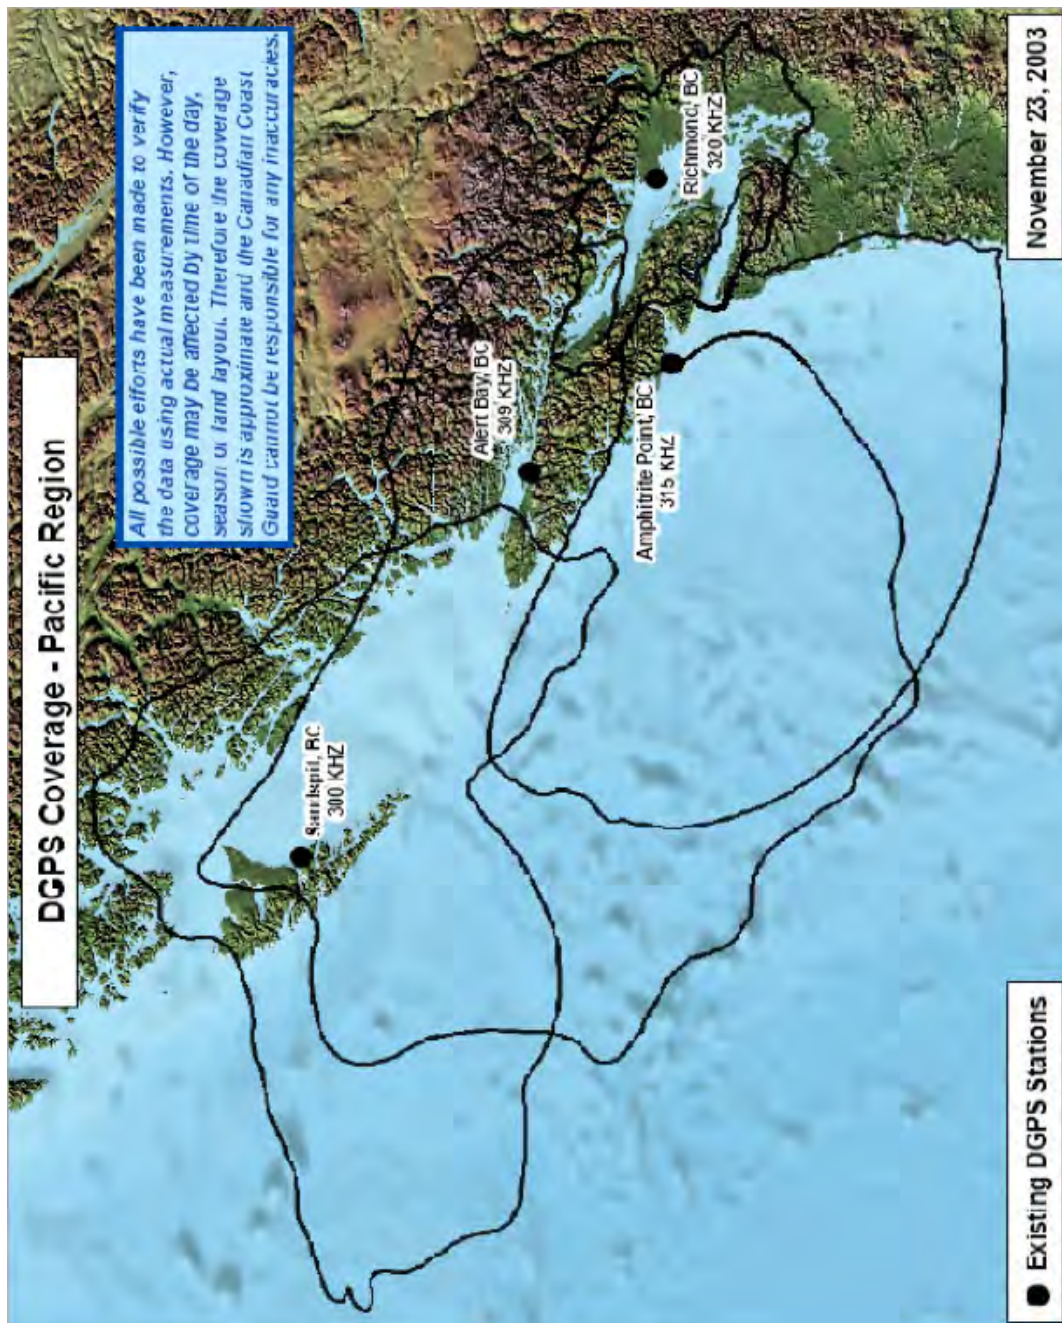 DGPS Coverage - Pacific Region
All possible efforts have been made to verify
the data using actual measurements. However,
coverage may be affected by time of the day,
season or land layout. Therefore the coverage
shown is approximate and the Canadian Coast
Guard cannot be responsible for any inaccuracies.
Sandspit, BC
300 KHZ
Alert Bay, BC
309 KHZ
Amphitrite Point, BC
315 KHZ
Richmond, BC
320 KHZ
Existing DGPS Stations
November 23, 2003